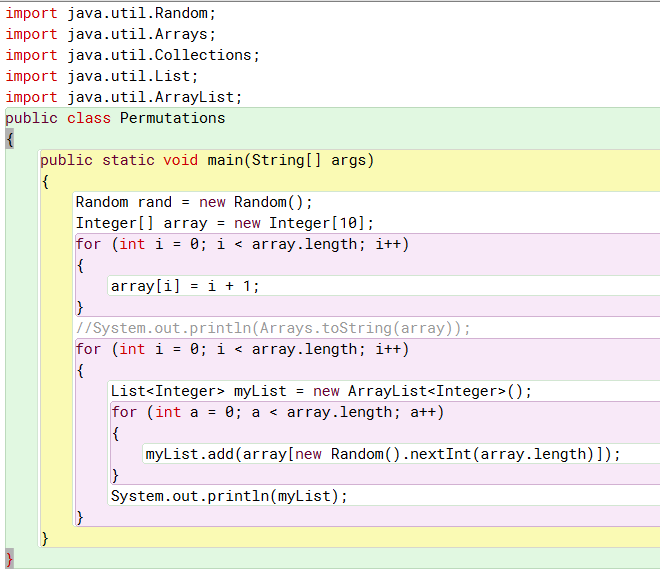 import java.util.Random;
import java.util.Arrays;
import java.util.Collections;
import java.util.List;
import java.util.ArrayList;
public class Permutations
{
    public static void main(String[] args)
    {
        Random rand = new Random();
        Integer[] array = new Integer[10];
        for (int i = 0; i < array.length; i++)
        {
            array[i] = i + 1;
        }
        //System.out.println(Arrays.toString(array));
        for (int i = 0; i < array.length; i++)
        {
            List<Integer> myList = new ArrayList<Integer>();
            for (int a = 0; a < array.length; a++)
            {
                myList.add(array[new Random().nextInt(array.length)]);
            }
            System.out.println(myList);
        }
    }
}